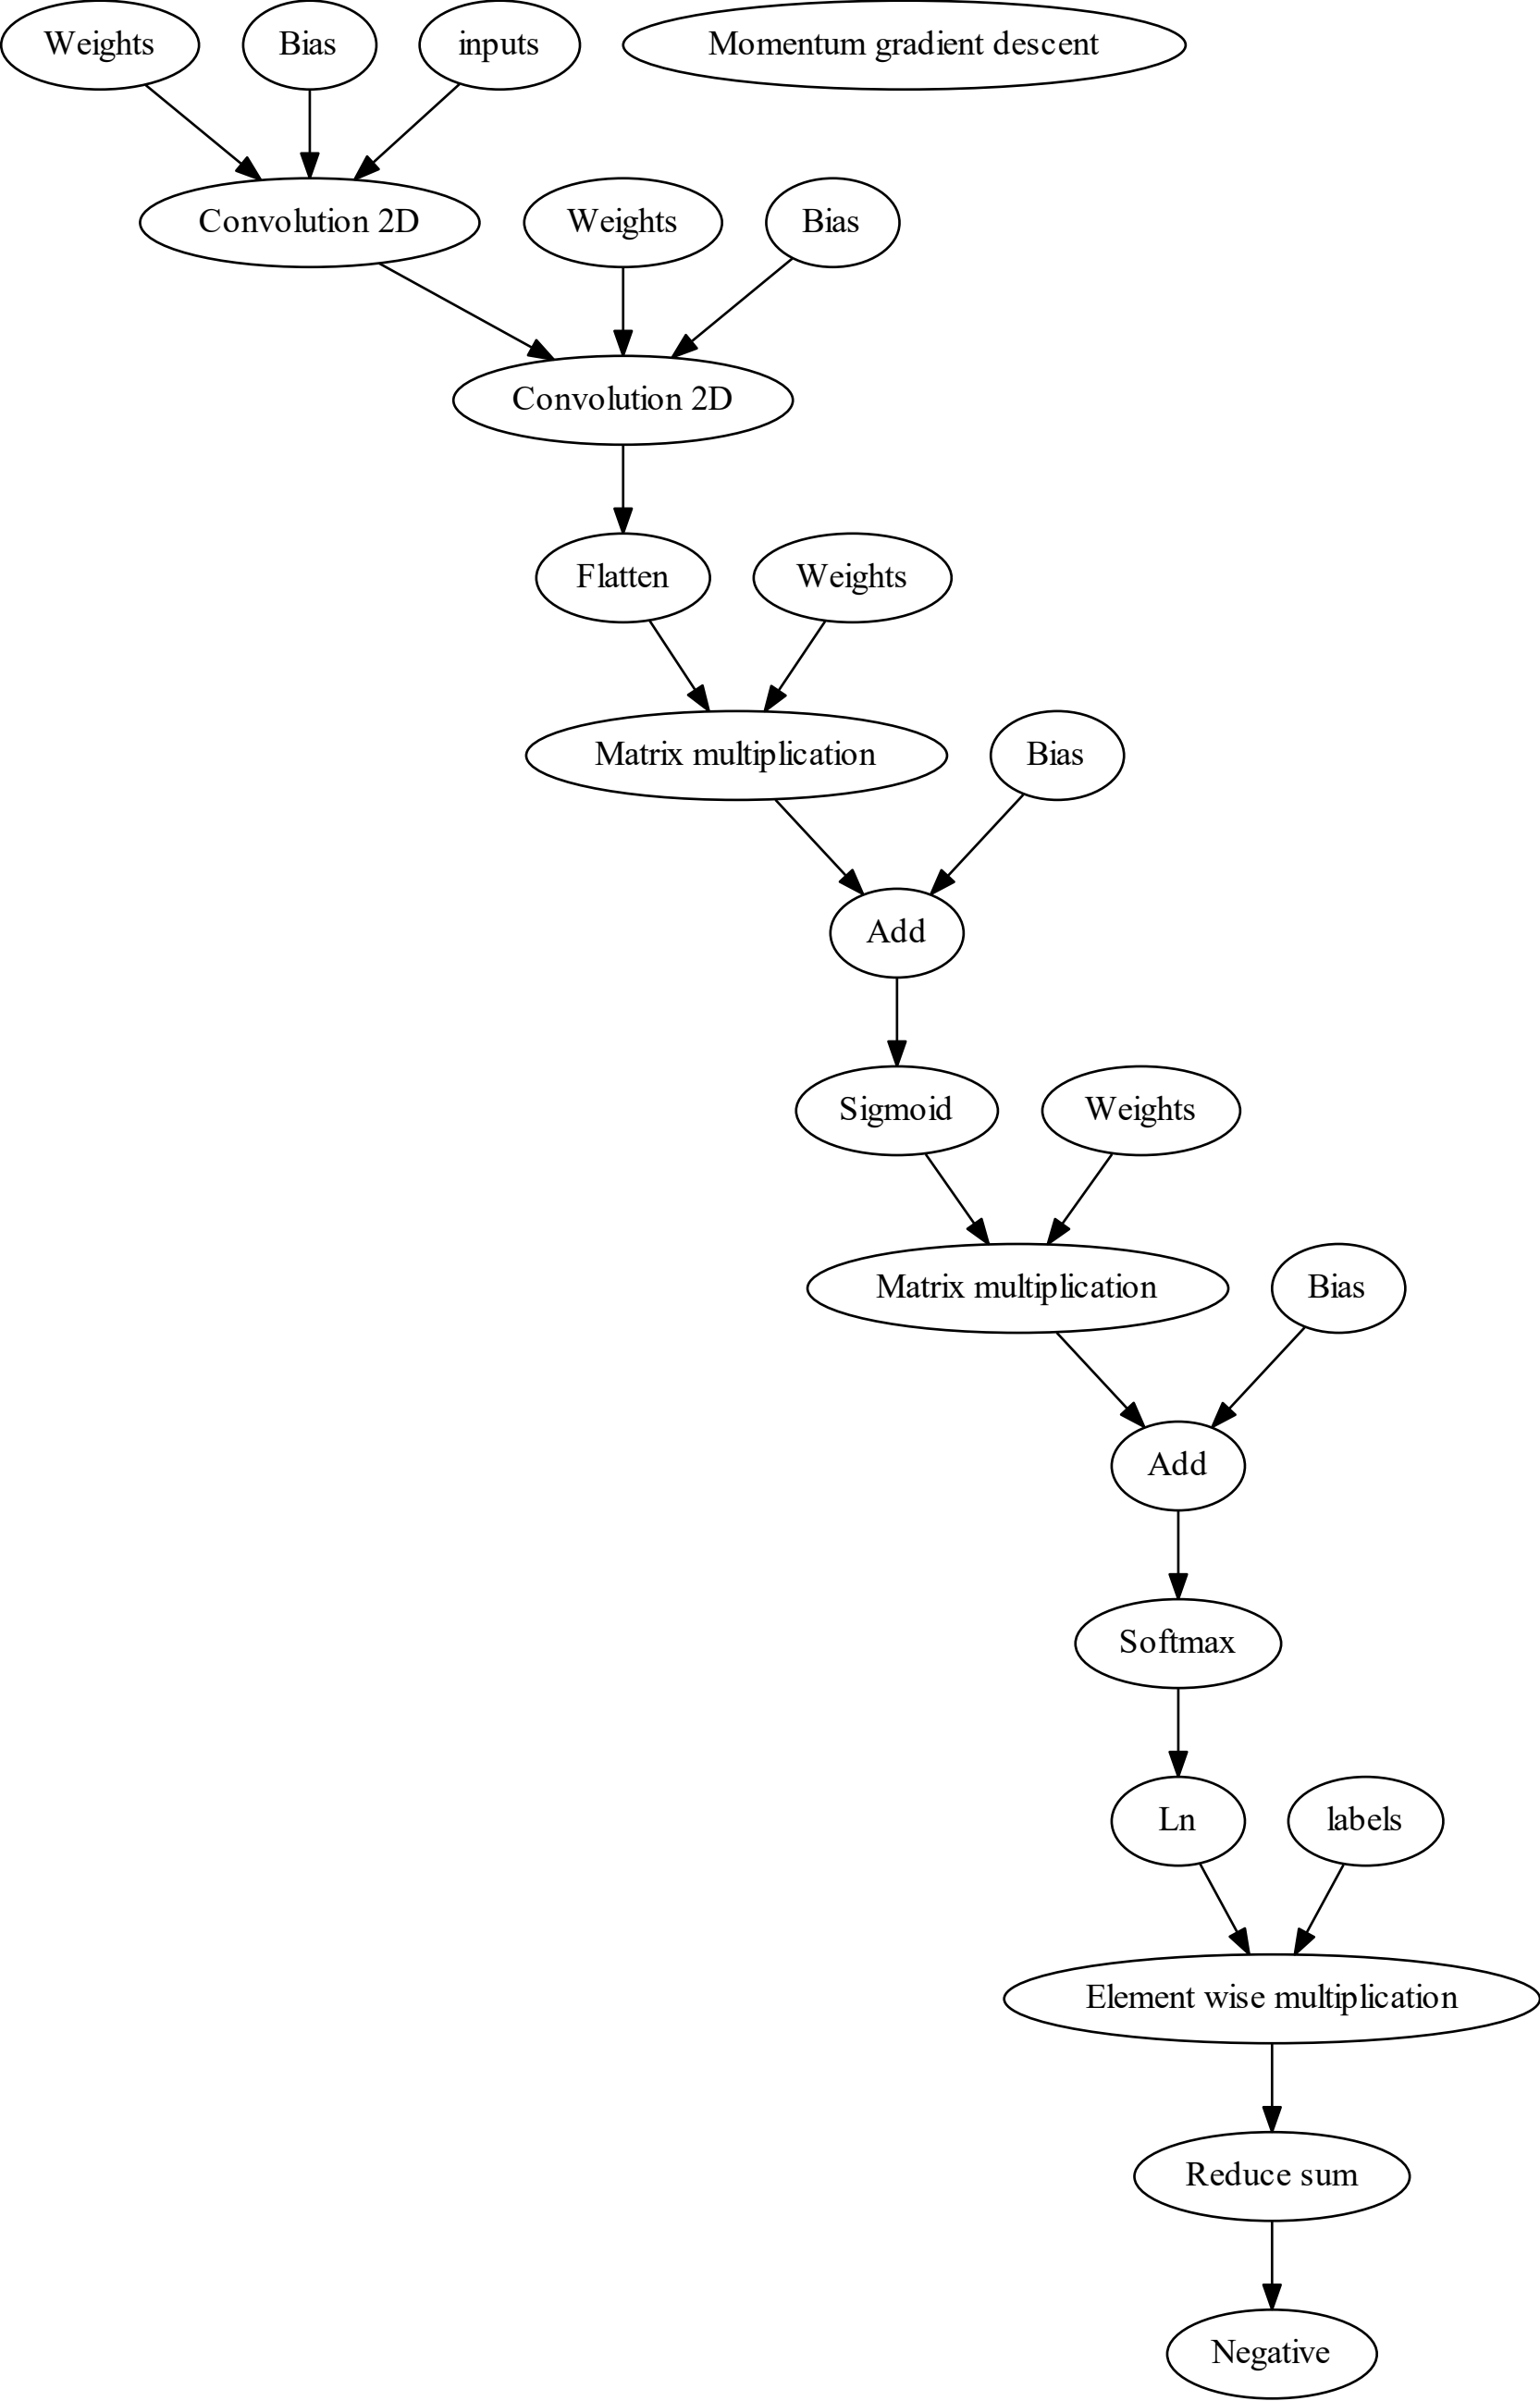 Weights
Bias
inputs
Momentum gradient descent
Convolution 2D
Weights
Bias
Convolution 2D
Flatten
Weights
Matrix multiplication
Bias
Add
Sigmoid
Weights
Matrix multiplication
Bias
Add
Softmax
Ln
labels
Element wise multiplication
Reduce sum
Negative